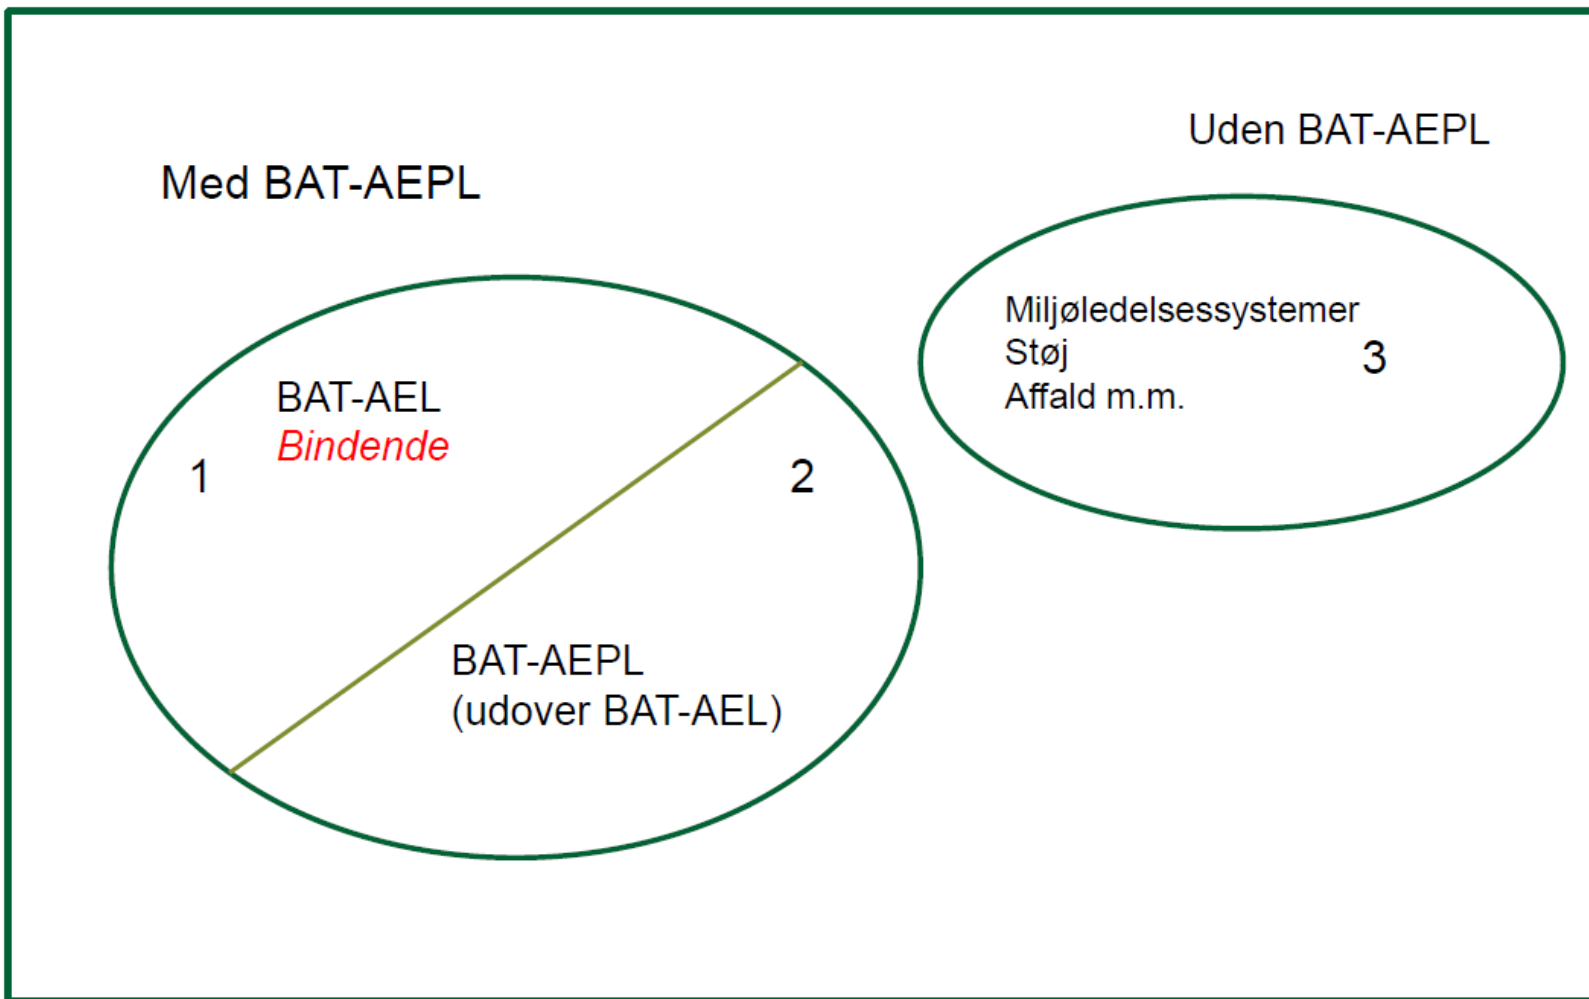 Med BAT-AEPL
BAT-AEL
Bindende
1
2
BAT-AEPL
(udover BAT-AEL)
Uden BAT-AEPL
Miljøledelsessystemer
Støj
3
Affald m.m.